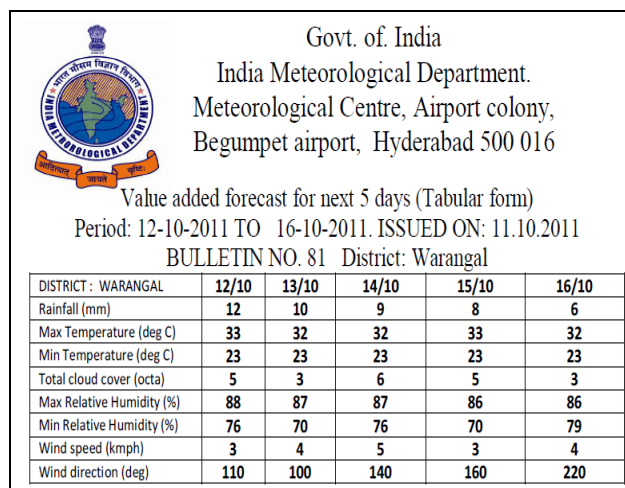 भारत मौसम विज्ञान विभाग
INDIA METEOROLOGICAL DEPARTMENT
आदित्यात् जायते वृष्टिः
Govt. of. India
India Meteorological Department.
Meteorological Centre, Airport colony,
Begumpet airport, Hyderabad 500 016
Value added forecast for next 5 days (Tabular form)
Period: 12-10-2011 TO 16-10-2011. ISSUED ON: 11.10.2011
BULLETIN NO. 81 District: Warangal
DISTRICT : WARANGAL 12/10 13/10 14/10 15/10 16/10
Rainfall (mm) 12 10 9 8 6
Max Temperature (deg C) 33 32 32 33 32
Min Temperature (deg C) 23 23 23 23 23
Total cloud cover (octa) 5 3 6 5 3
Max Relative Humidity (%) 88 87 87 86 86
Min Relative Humidity (%) 76 70 76 70 79
Wind speed (kmph) 3 4 5 3 4
Wind direction (deg) 110 100 140 160 220